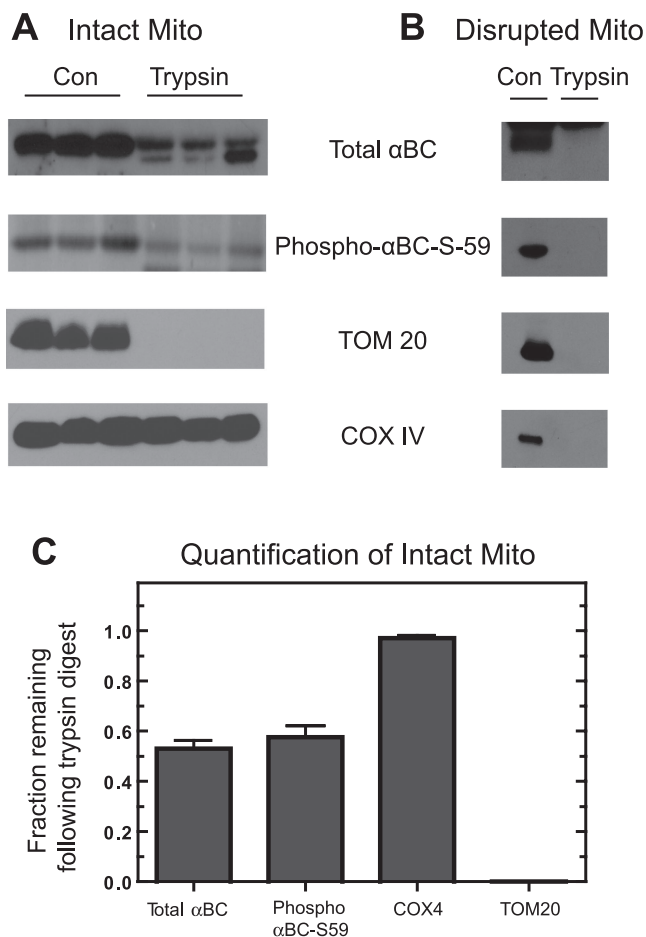 A Intact Mito
B Disrupted Mito
Con Trypsin
Con Trypsin
Total αBC
Phospho-αBC-S-59
TOM 20
COX IV
C Quantification of Intact Mito
Fraction remaining
following trypsin digest
1.0
0.8
0.6
0.4
0.2
0.0
Total αBC
Phospho
αBC-S59
COX4
TOM20